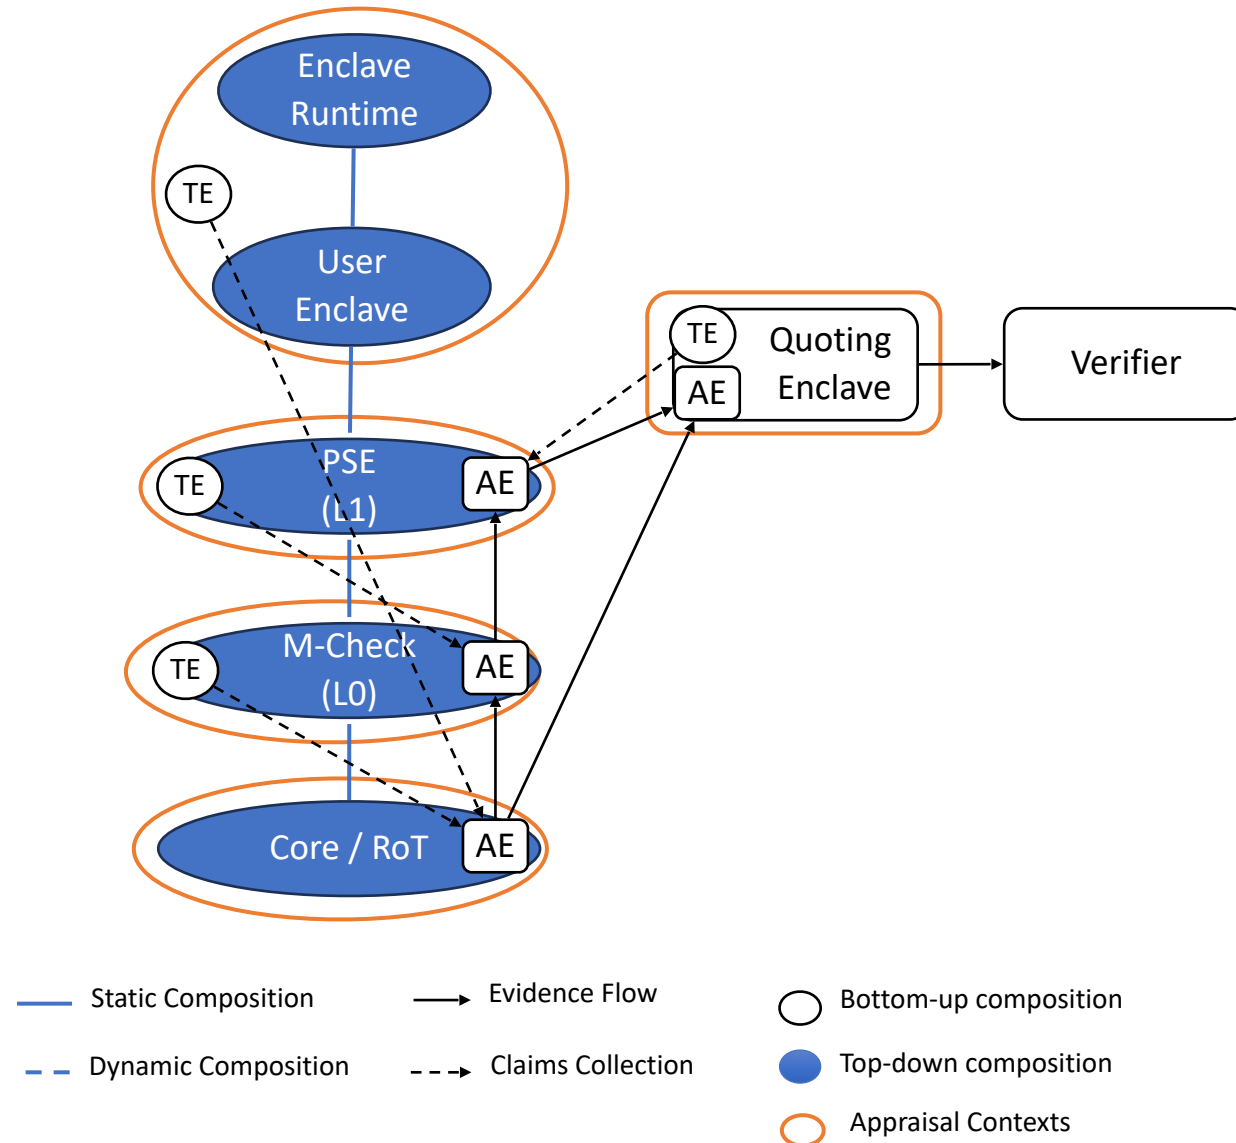 Enclave
Runtime
TE
User
Enclave
TE
Quoting
Enclave
AE
Verifier
PSE
(L1)
TE
AE
M-Check
(L0)
TE
AE
Core / RoT
AE
Static Composition
Evidence Flow
Bottom-up composition
Dynamic Composition
Claims Collection
Top-down composition
Appraisal Contexts